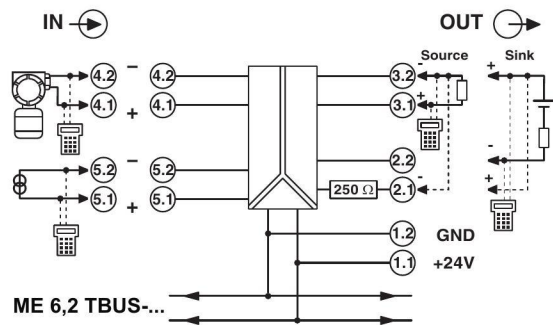 IN
OUT
Source
Sink
4.2 − 4.2
3.2 - +
4.1 + 4.1
3.1 +
5.2 − 5.2
2.2 -
5.1 + 5.1
250 Ω 2.1 - +
1.2 GND
1.1 +24V
ME 6,2 TBUS-...